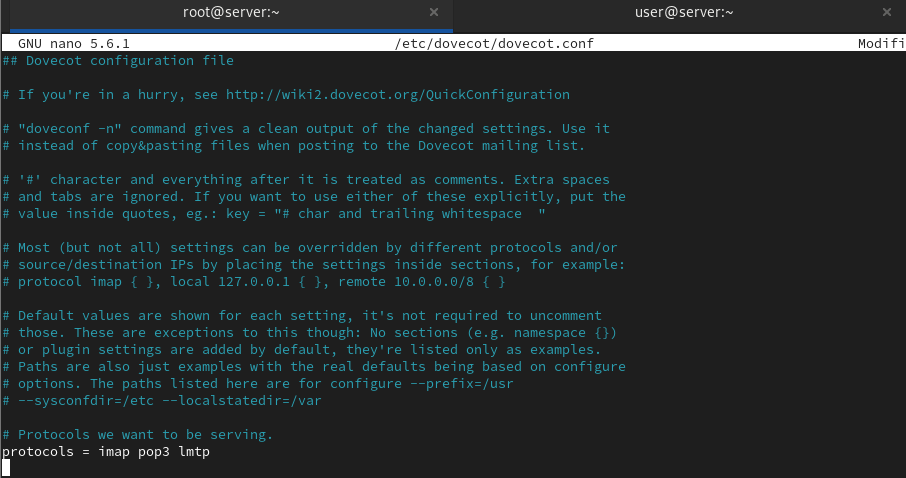 root@server:~ × user@server:~ ×
GNU nano 5.6.1 /etc/dovecot/dovecot.conf Modifi
## Dovecot configuration file
# If you're in a hurry, see http://wiki2.dovecot.org/QuickConfiguration
# "doveconf -n" command gives a clean output of the changed settings. Use it
# instead of copy&pasting files when posting to the Dovecot mailing list.
# '#' character and everything after it is treated as comments. Extra spaces
# and tabs are ignored. If you want to use either of these explicitly, put the
# value inside quotes, eg.: key = "# char and trailing whitespace  "
# Most (but not all) settings can be overridden by different protocols and/or
# source/destination IPs by placing the settings inside sections, for example:
# protocol imap { }, local 127.0.0.1 { }, remote 10.0.0.0/8 { }
# Default values are shown for each setting, it's not required to uncomment
# those. These are exceptions to this though: No sections (e.g. namespace {})
# or plugin settings are added by default, they're listed only as examples.
# Paths are also just examples with the real defaults being based on configure
# options. The paths listed here are for configure --prefix=/usr
# --sysconfdir=/etc --localstatedir=/var
# Protocols we want to be serving.
protocols = imap pop3 lmtp